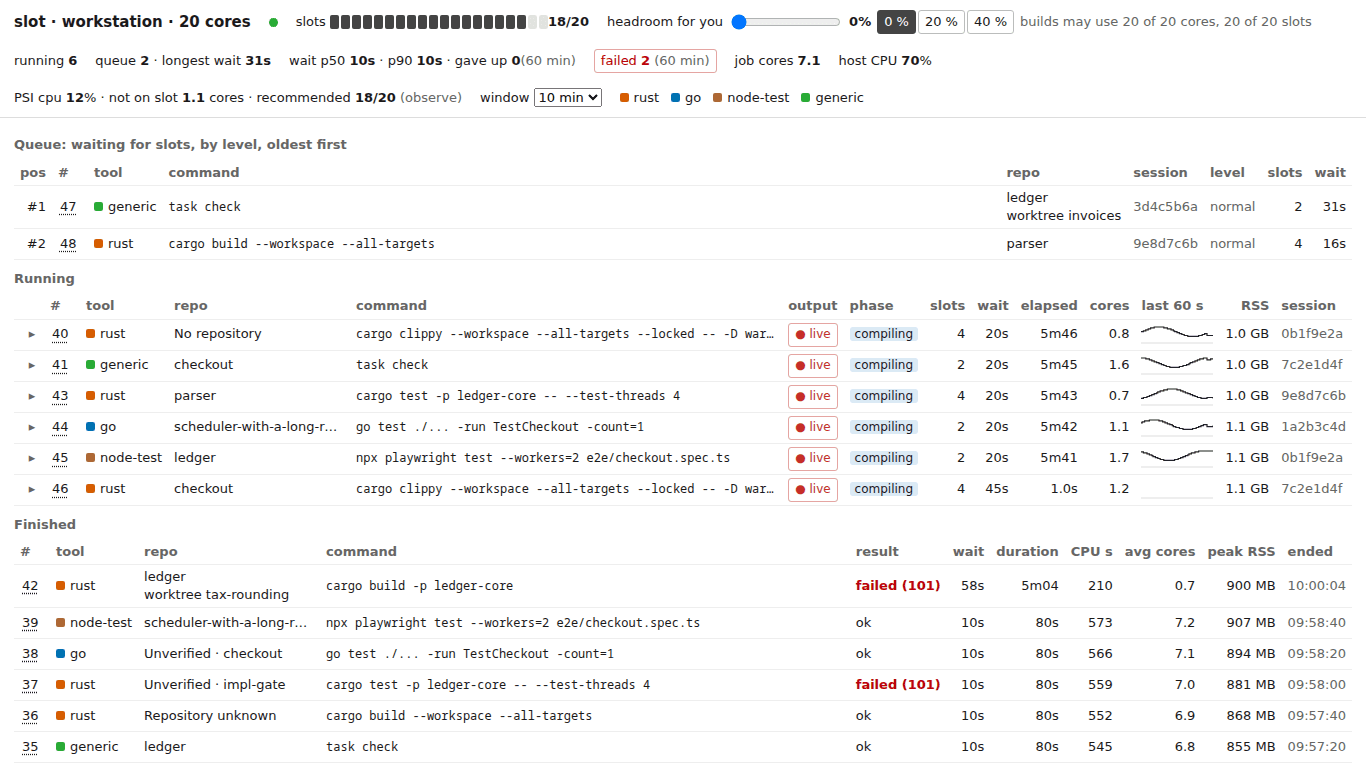 slot · workstation · 20 cores ● slots 18/20 headroom for you 0% 0 % 20 % 40 % builds may use 20 of 20 cores, 20 of 20 slots
running 6 queue 2 · longest wait 31s wait p50 10s · p90 10s · gave up 0(60 min) failed 2 (60 min) job cores 7.1 host CPU 70%
PSI cpu 12% · not on slot 1.1 cores · recommended 18/20 (observe) window 10 min rust go node-test generic
Queue: waiting for slots, by level, oldest first
pos # tool command repo session level slots wait
#1 47 generic task check ledger 3d4c5b6a normal 2 31s
worktree invoices
#2 48 rust cargo build --workspace --all-targets parser 9e8d7c6b normal 4 16s
Running
# tool repo command output phase slots wait elapsed cores last 60 s RSS session
▸ 40 rust No repository cargo clippy --workspace --all-targets --locked -- -D war… ● live compiling 4 20s 5m46 0.8 1.0 GB 0b1f9e2a
▸ 41 generic checkout task check ● live compiling 2 20s 5m45 1.6 1.0 GB 7c2e1d4f
▸ 43 rust parser cargo test -p ledger-core -- --test-threads 4 ● live compiling 4 20s 5m43 0.7 1.0 GB 9e8d7c6b
▸ 44 go scheduler-with-a-long-r… go test ./... -run TestCheckout -count=1 ● live compiling 2 20s 5m42 1.1 1.1 GB 1a2b3c4d
▸ 45 node-test ledger npx playwright test --workers=2 e2e/checkout.spec.ts ● live compiling 2 20s 5m41 1.7 1.1 GB 0b1f9e2a
▸ 46 rust checkout cargo clippy --workspace --all-targets --locked -- -D war… ● live compiling 4 45s 1.0s 1.2 1.1 GB 7c2e1d4f
Finished
# tool repo command result wait duration CPU s avg cores peak RSS ended
42 rust ledger cargo build -p ledger-core failed (101) 58s 5m04 210 0.7 900 MB 10:00:04
worktree tax-rounding
39 node-test scheduler-with-a-long-r… npx playwright test --workers=2 e2e/checkout.spec.ts ok 10s 80s 573 7.2 907 MB 09:58:40
38 go Unverified · checkout go test ./... -run TestCheckout -count=1 ok 10s 80s 566 7.1 894 MB 09:58:20
37 rust Unverified · impl-gate cargo test -p ledger-core -- --test-threads 4 failed (101) 10s 80s 559 7.0 881 MB 09:58:00
36 rust Repository unknown cargo build --workspace --all-targets ok 10s 80s 552 6.9 868 MB 09:57:40
35 generic ledger task check ok 10s 80s 545 6.8 855 MB 09:57:20